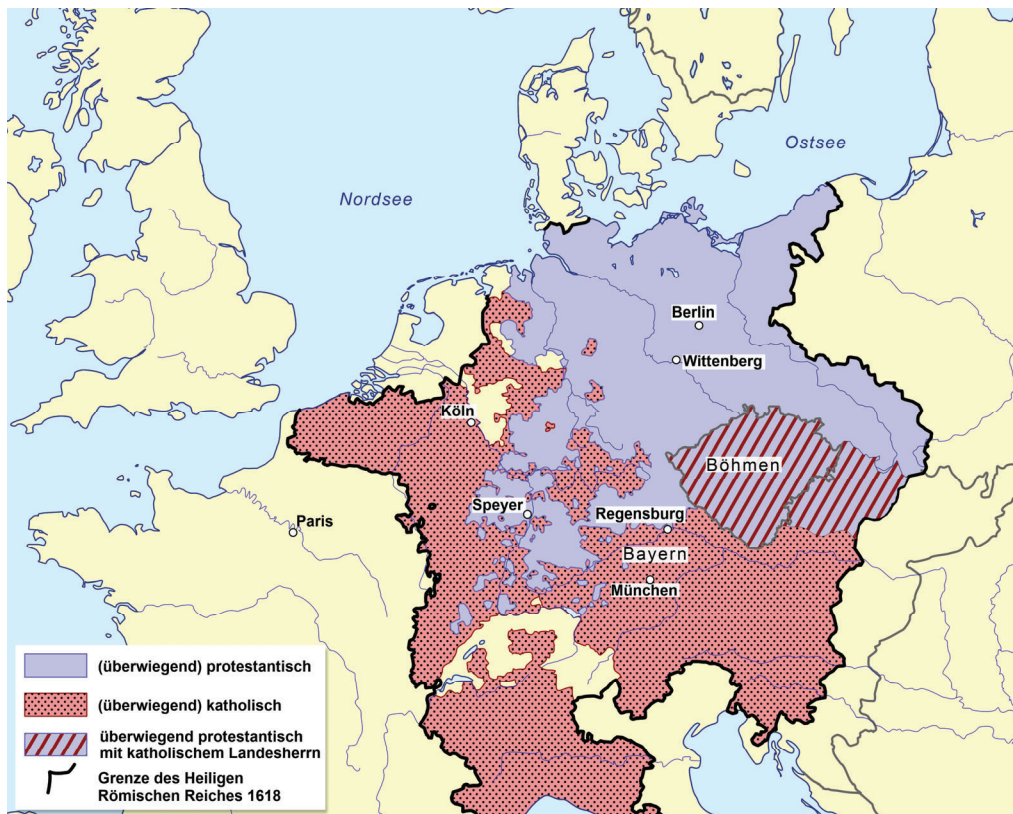 Ostsee
Nordsee
Berlin
Wittenberg
Köln
Böhmen
Speyer
Regensburg
Paris
Bayern
München
(überwiegend) protestantisch
(überwiegend) katholisch
überwiegend protestantisch
mit katholischem Landesherrn
Grenze des Heiligen
Römischen Reiches 1618